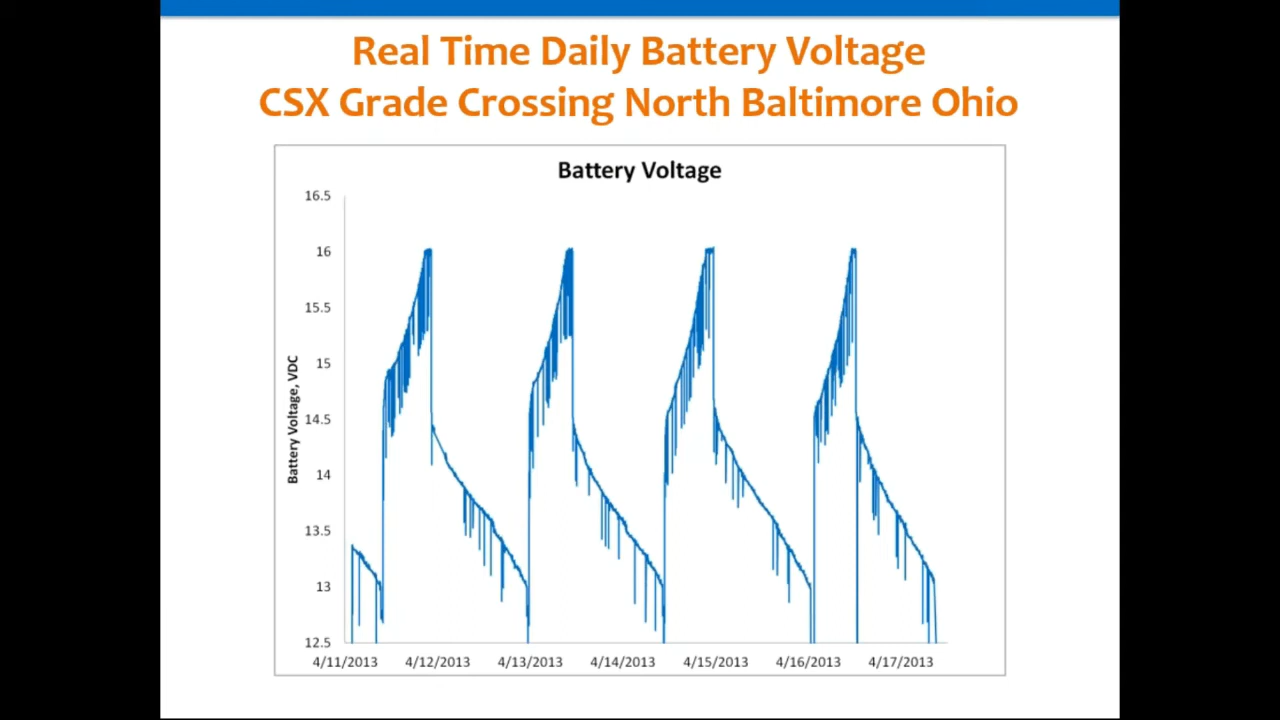 Real Time Daily Battery Voltage
CSX Grade Crossing North Baltimore Ohio
Battery Voltage
16.5
16
15.5
15
14.5
14
13.5
13
12.5
Battery Voltage, VDC
4/11/2013 4/12/2013 4/13/2013 4/14/2013 4/15/2013 4/16/2013 4/17/2013